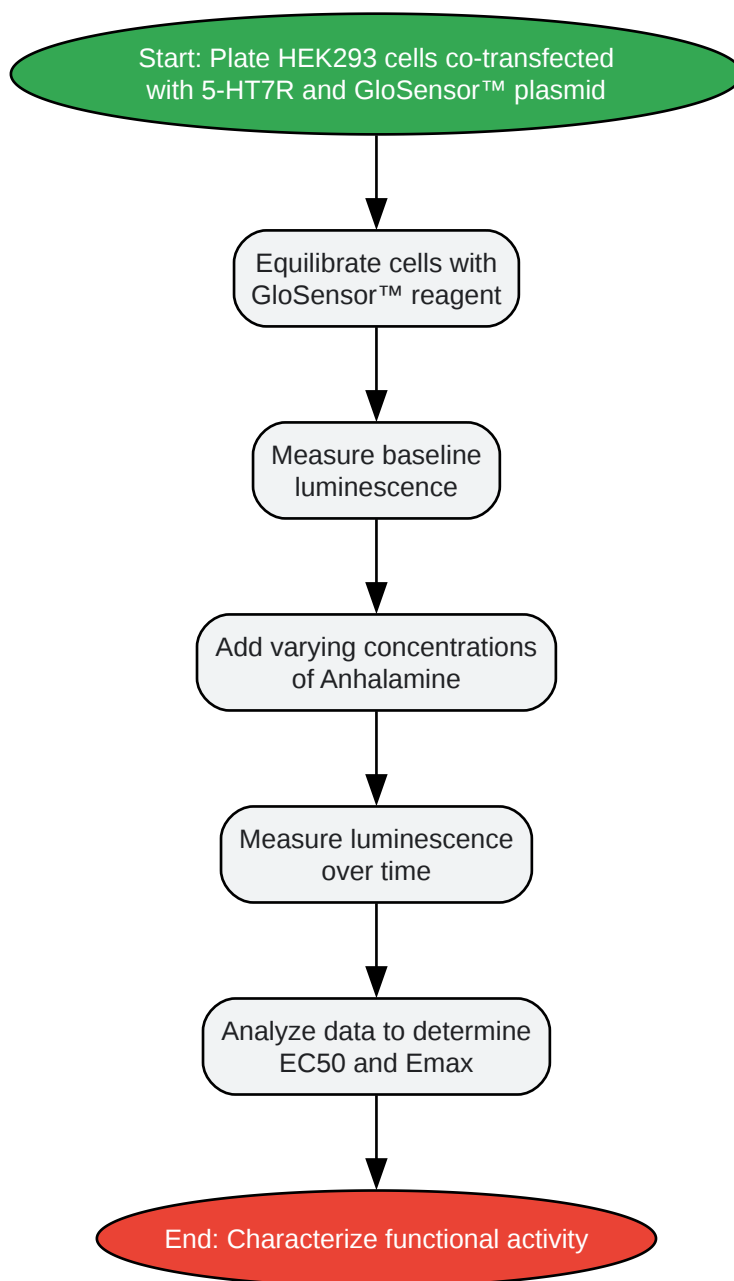 Start: Plate HEK293 cells co-transfected
with 5-HT7R and GloSensor™ plasmid
Equilibrate cells with
GloSensor™ reagent
Measure baseline
luminescence
Add varying concentrations
of Anhalamine
Measure luminescence
over time
Analyze data to determine
EC50 and Emax
End: Characterize functional activity